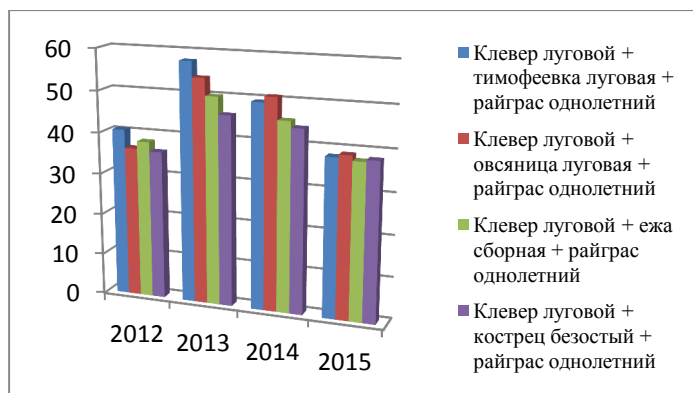 60
50
40
30
20
10
0
2012
2013
2014
2015
Клевер луговой +
тимофеевка луговая +
райграс однолетний
Клевер луговой +
овсяница луговая +
райграс однолетний
Клевер луговой + ежа
сборная + райграс
однолетний
Клевер луговой +
кострец безостый +
райграс однолетний